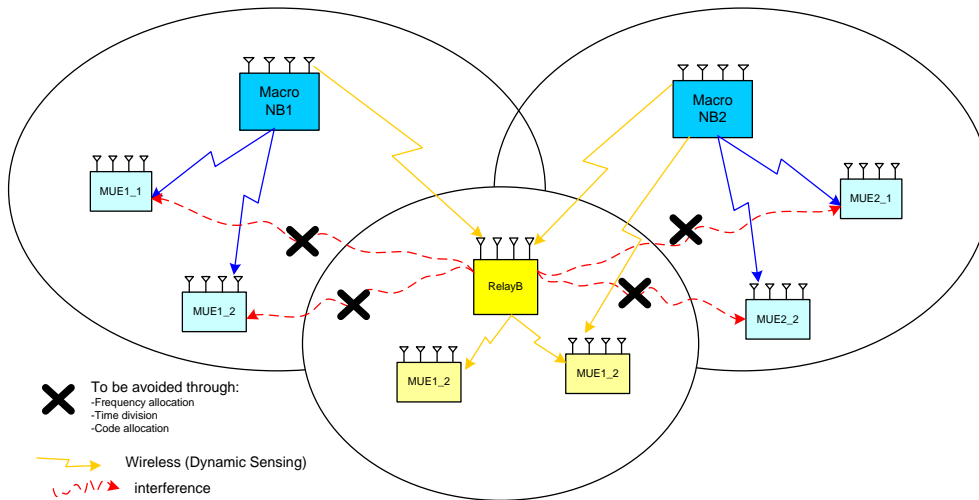 Macro
NB1
Macro
NB2
MUE1_1
MUE2_1
RelayB
MUE1_2
MUE2_2
MUE1_2
MUE1_2
To be avoided through:
-Frequency allocation
-Time division
-Code allocation
Wireless (Dynamic Sensing)
interference